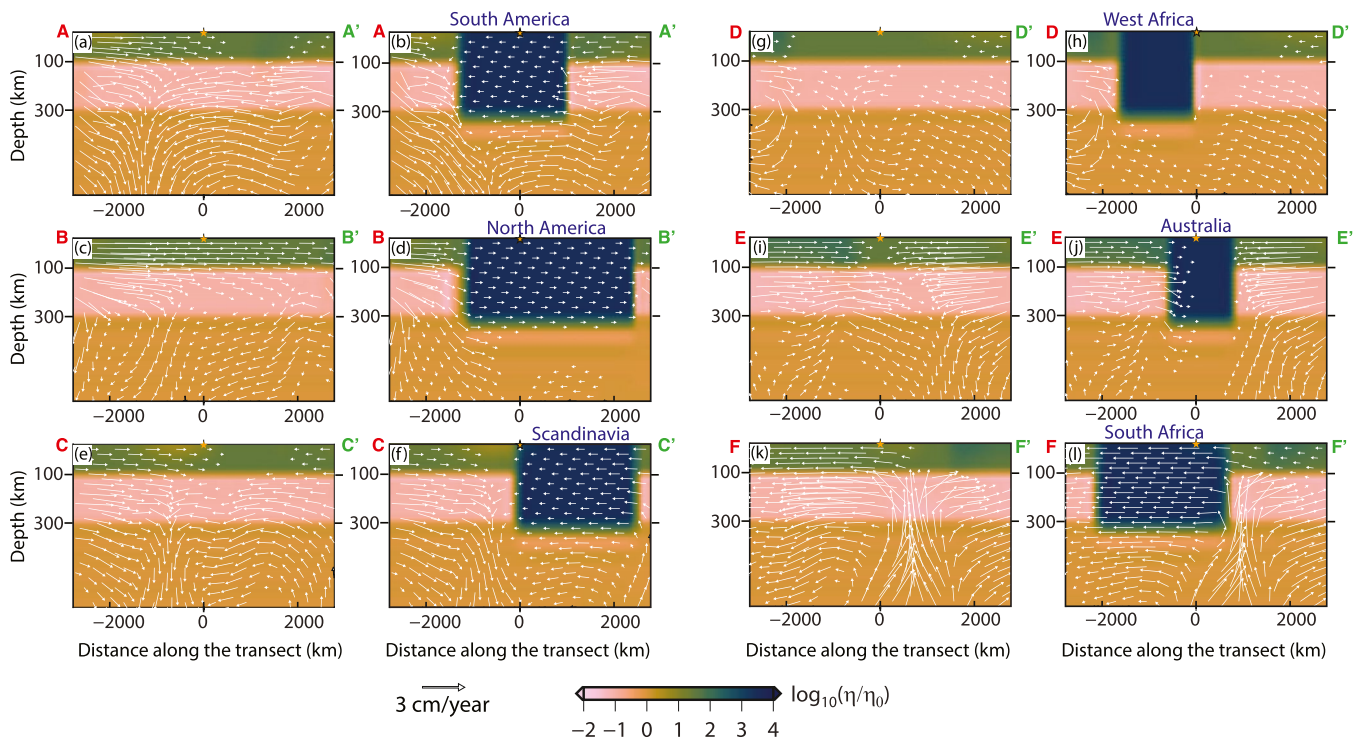 South America
West Africa
A (a) A’ A (b) A’ D (g) D’ D (h) D’
100 100 100 100
300 300 300 300
Depth (km)
−2000 0 2000 −2000 0 2000 −2000 0 2000 −2000 0 2000
North America
Australia
B (c) B’ B (d) B’ E (i) E’ E (j) E’
100 100 100 100
300 300 300 300
Depth (km)
−2000 0 2000 −2000 0 2000 −2000 0 2000 −2000 0 2000
Scandinavia
South Africa
C (e) C’ C (f) C’ F (k) F’ F (l) F’
100 100 100 100
300 300 300 300
Depth (km)
−2000 0 2000 −2000 0 2000 −2000 0 2000 −2000 0 2000
Distance along the transect (km) Distance along the transect (km) Distance along the transect (km) Distance along the transect (km)
3 cm/year
log10(η/η0)
−2 −1 0 1 2 3 4